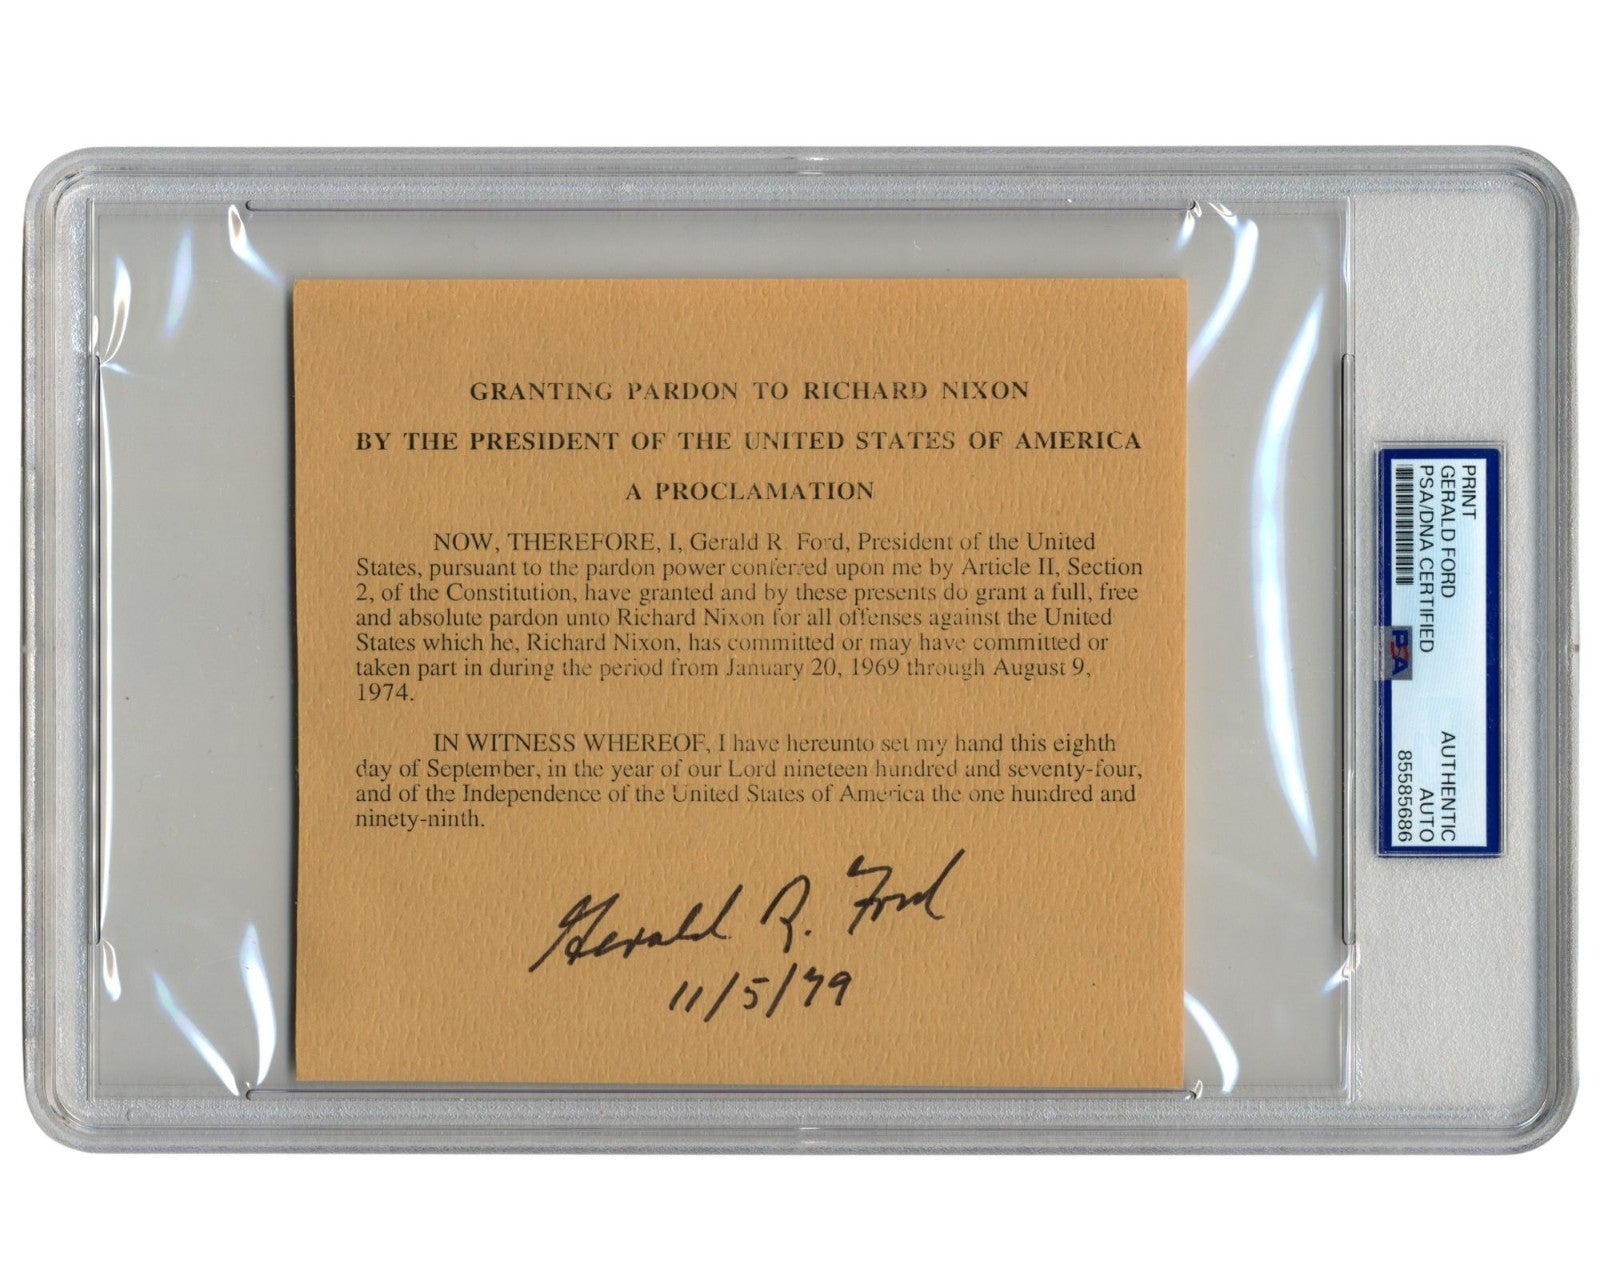 GRANTING PARDON TO RICHARD NIXON
BY THE PRESIDENT OF THE UNITED STATES OF AMERICA
A PROCLAMATION
NOW, THEREFORE, I, Gerald R. Ford, President of the United
States, pursuant to the pardon power conferred upon me by Article II, Section
2, of the Constitution, have granted and by these presents do grant a full, free
and absolute pardon unto Richard Nixon for all offenses against the United
States which he, Richard Nixon, has committed or may have committed or
taken part in during the period from January 20, 1969 through August 9,
1974.
IN WITNESS WHEREOF, I have hereunto set my hand this eighth
day of September, in the year of our Lord nineteen hundred and seventy-four,
and of the Independence of the United States of America the one hundred and
ninety-ninth.
Gerald R. Ford
11/5/79
PRINT
GERALD FORD
PSA/DNA CERTIFIED
PSA
AUTHENTIC
AUTO
85585686